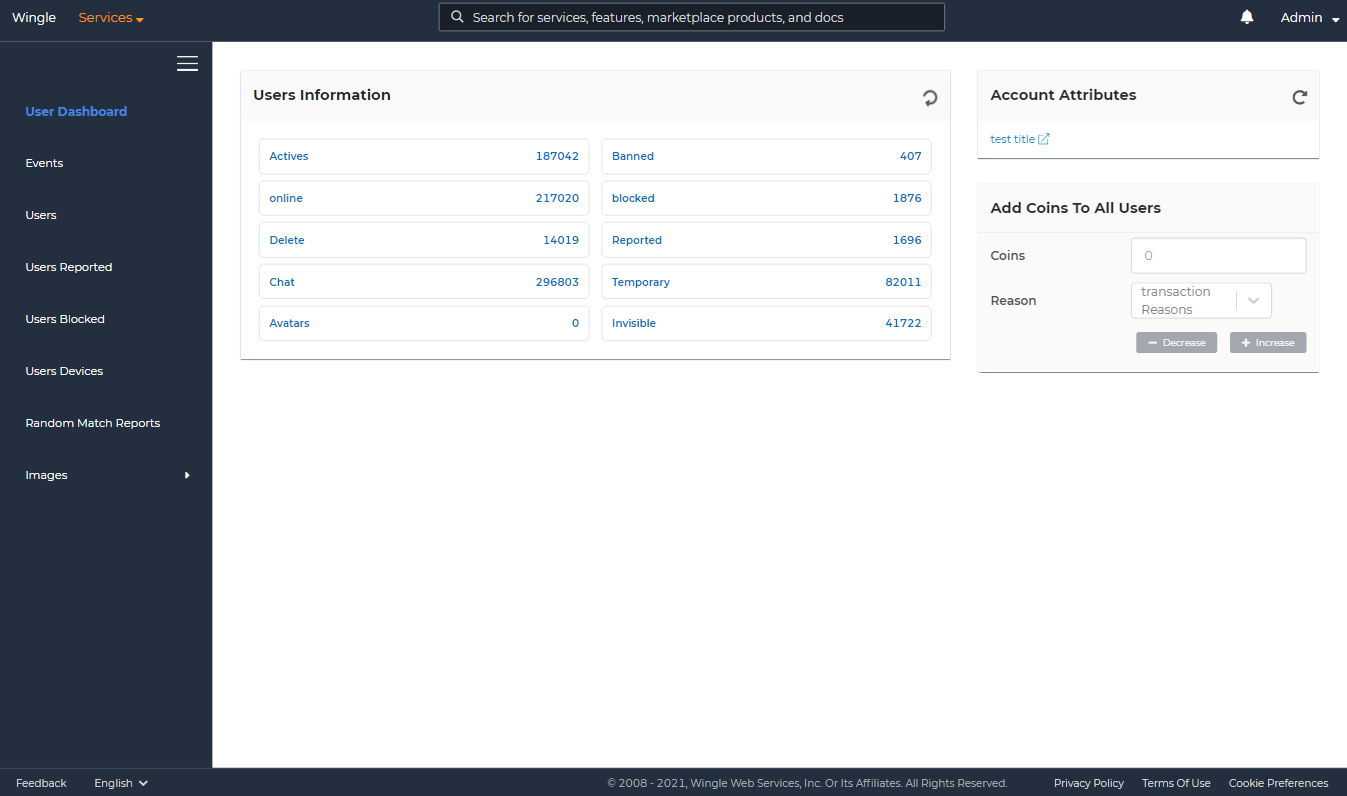 Wingle Services Search for services, features, marketplace products, and docs Admin
User Dashboard
Events
Users
Users Reported
Users Blocked
Users Devices
Random Match Reports
Images
Users Information
Actives 187042 Banned 407
online 217020 blocked 1876
Delete 14019 Reported 1696
Chat 296803 Temporary 82011
Avatars 0 Invisible 41722
Account Attributes
test title
Add Coins To All Users
Coins 0
Reason transaction
Reasons
Decrease Increase
Feedback English © 2008 - 2021, Wingle Web Services, Inc. Or Its Affiliates. All Rights Reserved. Privacy Policy Terms Of Use Cookie Preferences